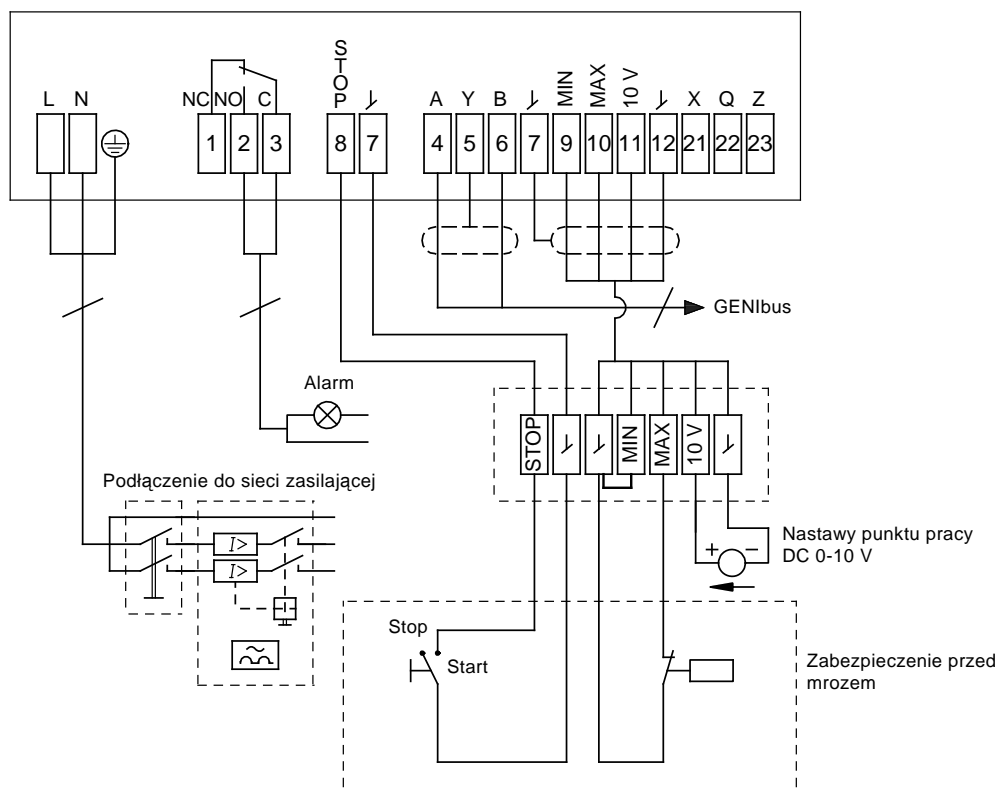 L N
NC NO C
STOP
A Y B
MIN MAX 10 V
X Q Z
1 2 3
8 7
4 5 6 7 9 10 11 12 21 22 23
GENIbus
Alarm
STOP MIN MAX 10 V
Podłączenie do sieci zasilającej
I>
I>
+ −
Nastawy punktu pracy
DC 0-10 V
Stop
Start
Zabezpieczenie przed
mrozem